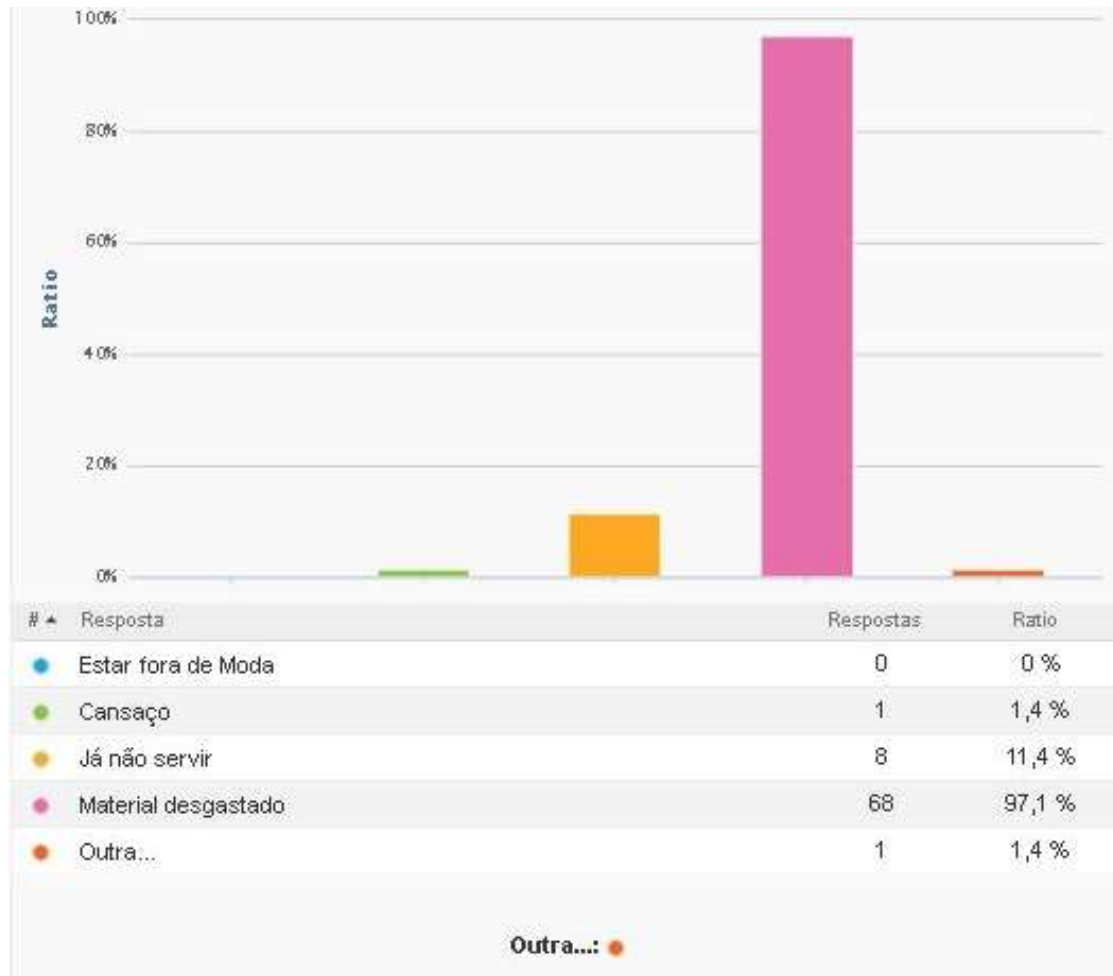 100%
80%
60%
Ratio
40%
20%
0%
# Resposta Respostas Ratio
Estar fora de Moda 0 0 %
Cansaço 1 1,4 %
Já não servir 8 11,4 %
Material desgastado 68 97,1 %
Outra... 1 1,4 %
Outra...: